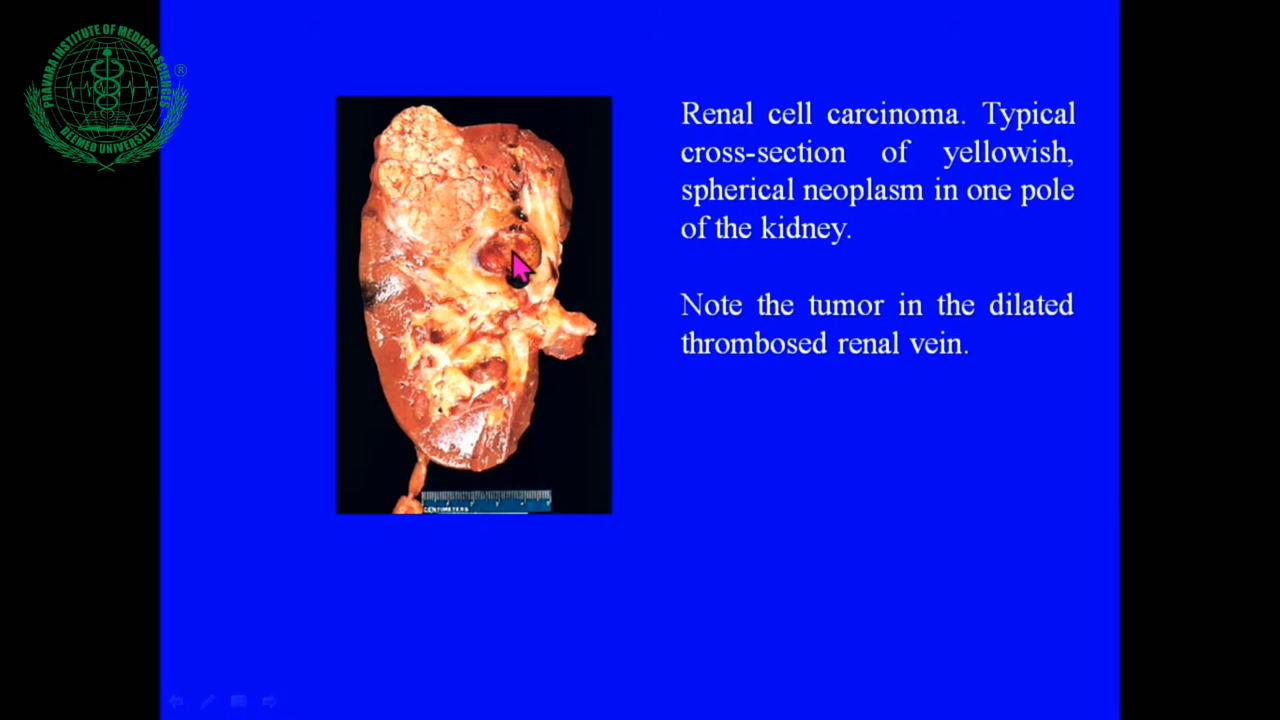 PRAVARA INSTITUTE OF MEDICAL SCIENCES
®
DEEMED UNIVERSITY
Renal cell carcinoma. Typical
cross-section of yellowish,
spherical neoplasm in one pole
of the kidney.
Note the tumor in the dilated
thrombosed renal vein.
CENTIMETERS